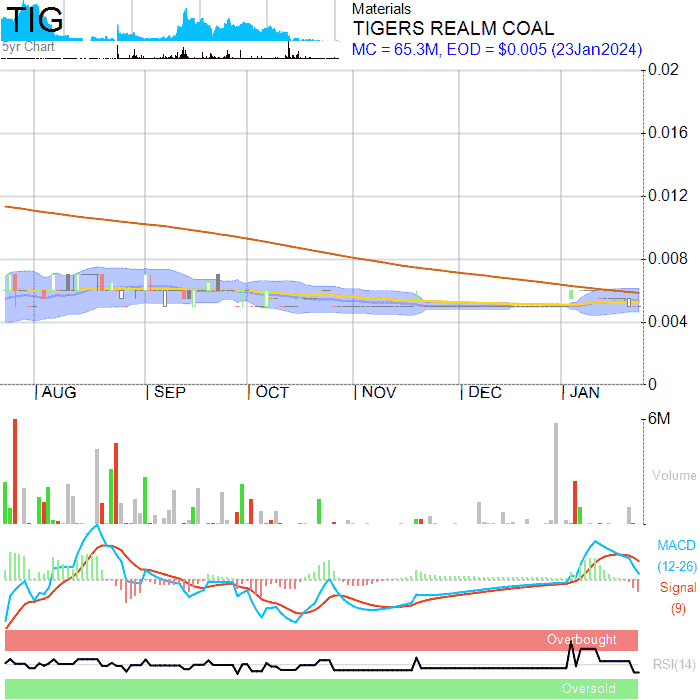 TIG
5yr Chart
Materials
TIGERS REALM COAL
MC = 65.3M, EOD = $0.005 (23Jan2024)
0.02
0.016
0.012
0.008
0.004
0
AUG SEP OCT NOV DEC JAN
6M
Volume
MACD
(12-26)
Signal
(9)
Overbought
RSI(14)
Oversold